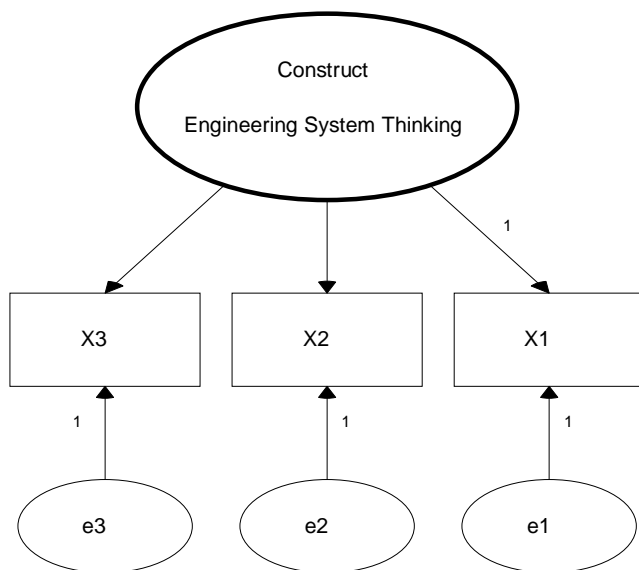 Construct
Engineering System Thinking
1
X3
X2
X1
1
1
1
e3
e2
e1